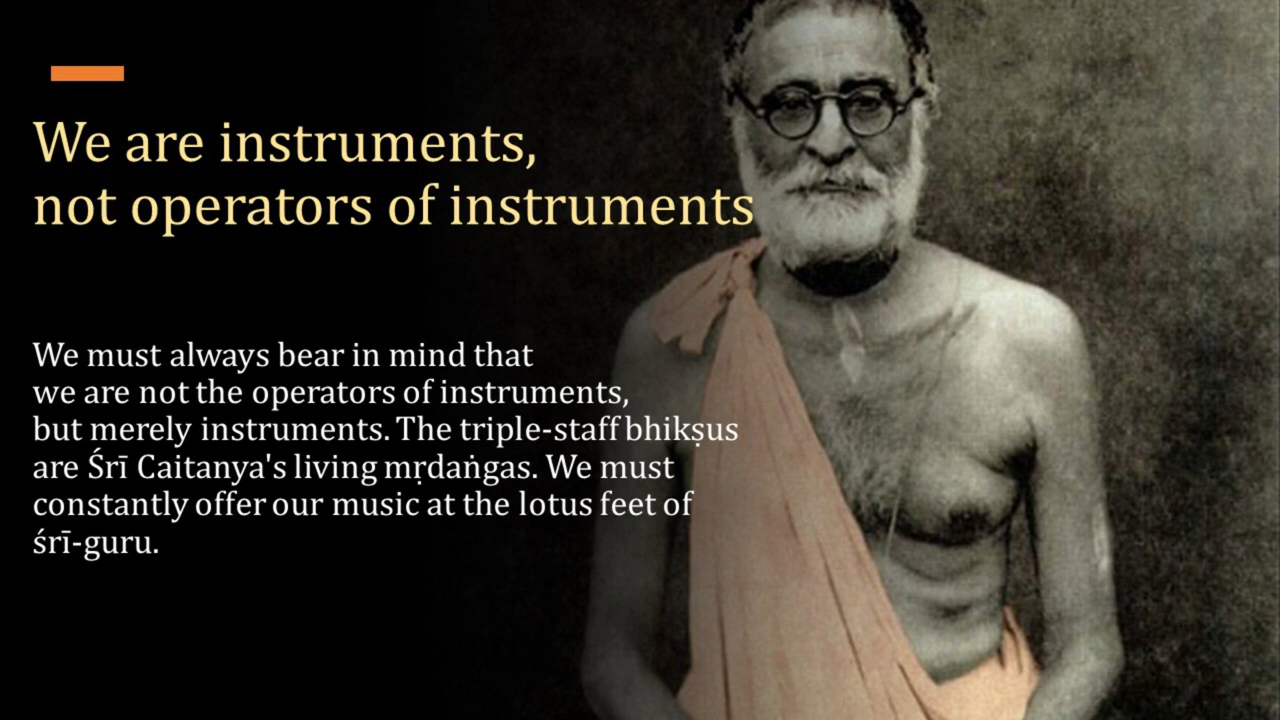 We are instruments,
not operators of instruments
We must always bear in mind that
we are not the operators of instruments,
but merely instruments. The triple-staff bhikṣus
are Śrī Caitanya's living mṛdaṅgas. We must
constantly offer our music at the lotus feet of
śrī-guru.